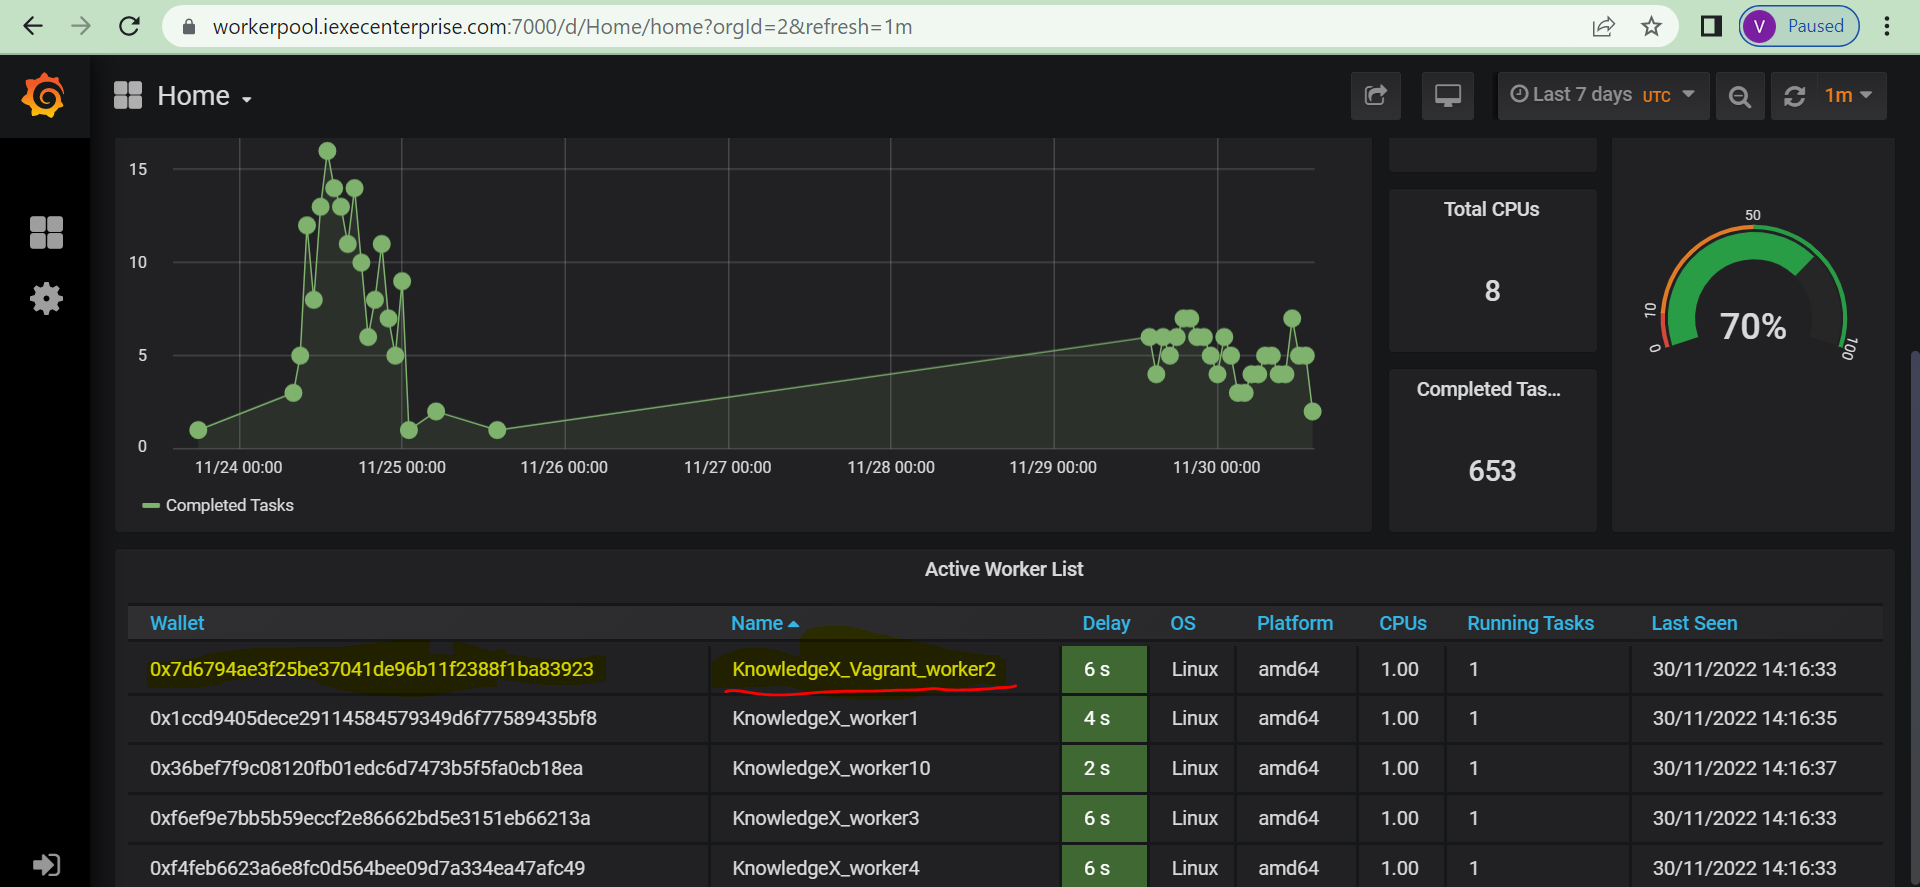 workerpool.iexecenterprise.com:7000/d/Home/home?orgId=2&refresh=1m
V Paused
Home
Last 7 days UTC
1m
15
10
5
0
11/24 00:00 11/25 00:00 11/26 00:00 11/27 00:00 11/28 00:00 11/29 00:00 11/30 00:00
Completed Tasks
Total CPUs
8
Completed Tas...
653
50
10
0
100
70%
Active Worker List
Wallet Name Delay OS Platform CPUs Running Tasks Last Seen
0x7d6794ae3f25be37041de96b11f2388f1ba83923 KnowledgeX_Vagrant_worker2 6 s Linux amd64 1.00 1 30/11/2022 14:16:33
0x1ccd9405dece29114584579349d6f77589435bf8 KnowledgeX_worker1 4 s Linux amd64 1.00 1 30/11/2022 14:16:35
0x36bef7f9c08120fb01edc6d7473b5f5fa0cb18ea KnowledgeX_worker10 2 s Linux amd64 1.00 1 30/11/2022 14:16:37
0xf6ef9e7bb5b59eccf2e86662bd5e3151eb66213a KnowledgeX_worker3 6 s Linux amd64 1.00 1 30/11/2022 14:16:33
0xf4feb6623a6e8fc0d564bee09d7a334ea47afc49 KnowledgeX_worker4 6 s Linux amd64 1.00 1 30/11/2022 14:16:33